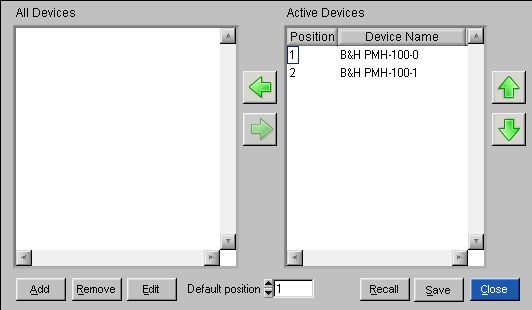 All Devices
Active Devices
Position Device Name
1 B&H PMH-100-0
2 B&H PMH-100-1
Add Remove Edit Default position 1 Recall Save Close